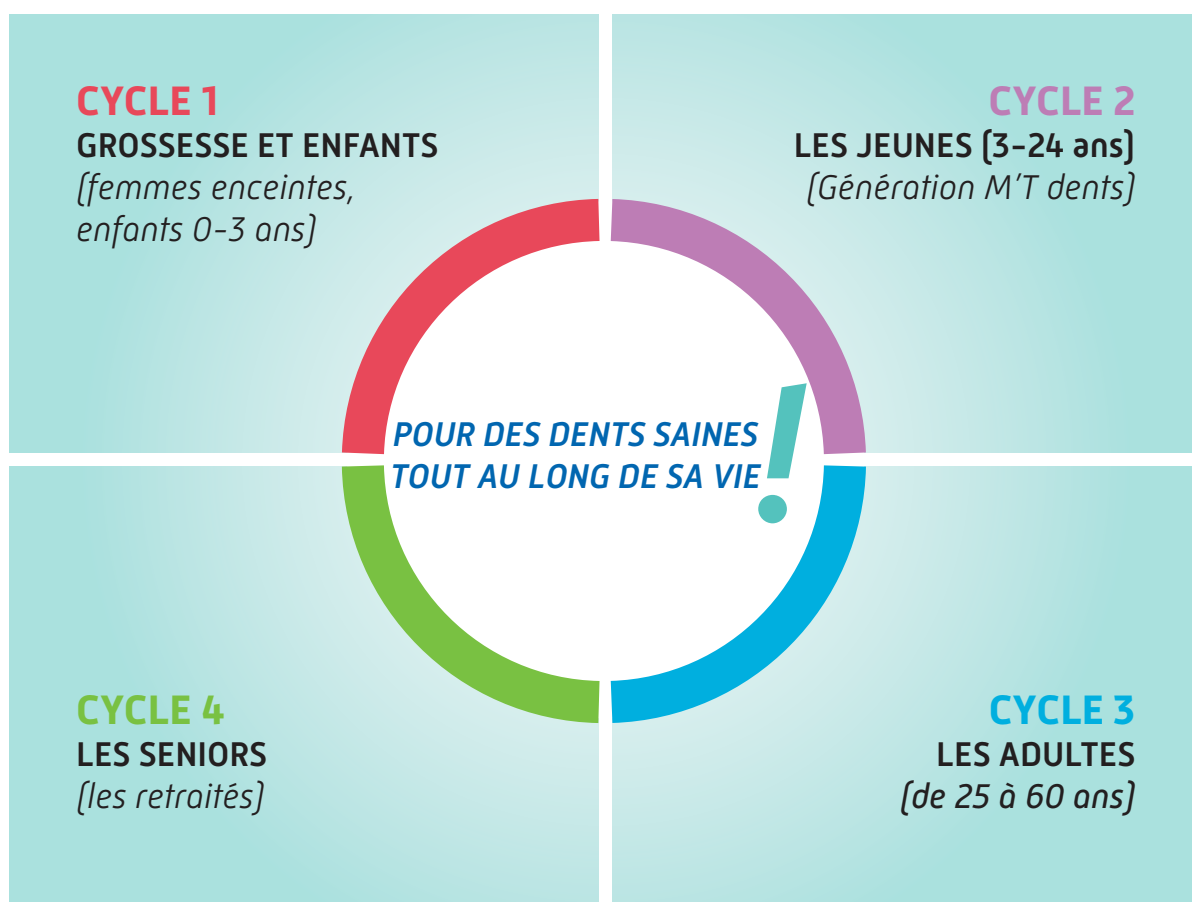 CYCLE 1
GROSSESSE ET ENFANTS
(femmes enceintes,
enfants 0-3 ans)
CYCLE 2
LES JEUNES (3-24 ans)
(Génération M'T dents)
POUR DES DENTS SAINES
TOUT AU LONG DE SA VIE !
CYCLE 4
LES SENIORS
(les retraités)
CYCLE 3
LES ADULTES
(de 25 à 60 ans)